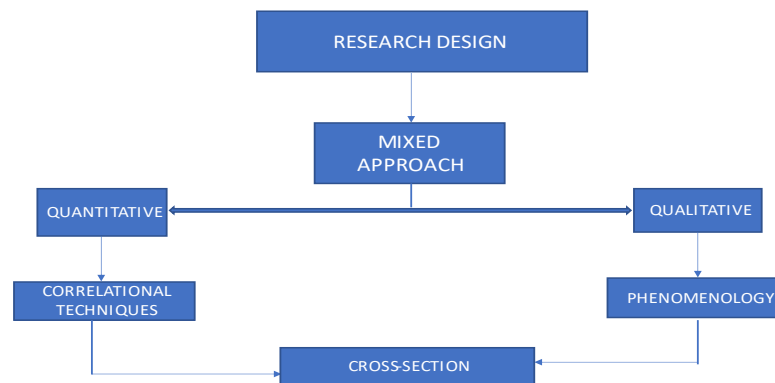 RESEARCH DESIGN
MIXED
APPROACH
QUANTITATIVE
QUALITATIVE
CORRELATIONAL
TECHNIQUES
PHENOMENOLOGY
CROSS-SECTION